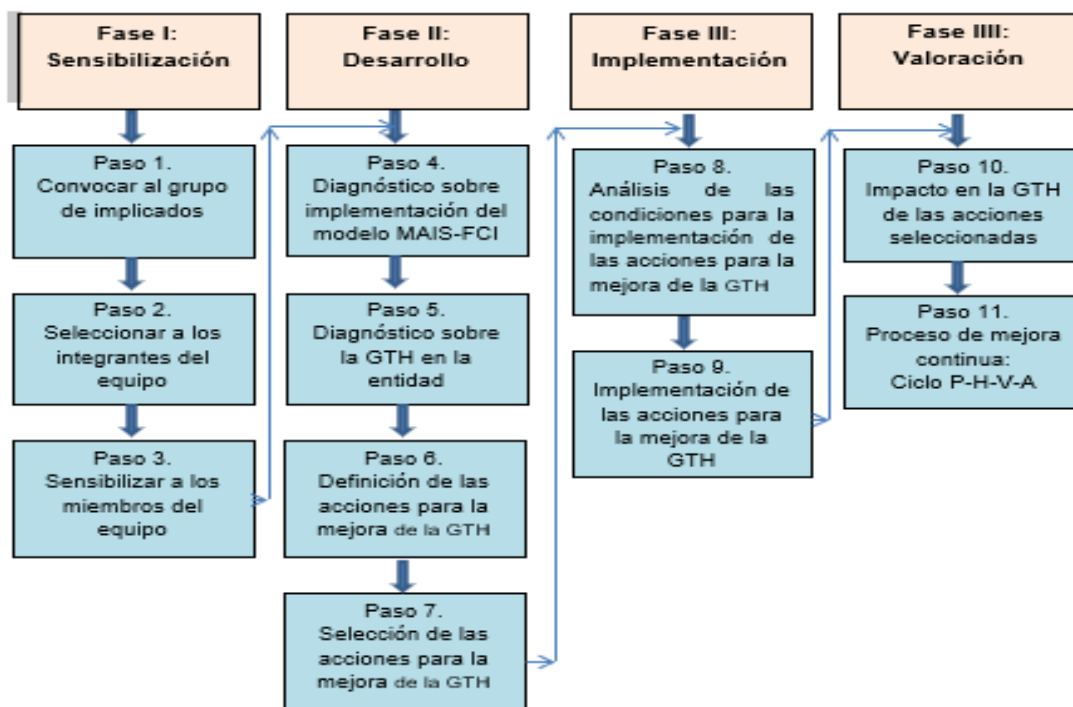 Fase I:
Sensibilización
Paso 1.
Convocar al grupo
de implicados
Paso 2.
Seleccionar a los
integrantes del
equipo
Paso 3.
Sensibilizar a los
miembros del
equipo
Fase II:
Desarrollo
Paso 4.
Diagnóstico sobre
implementación del
modelo MAIS-FCI
Paso 5.
Diagnóstico sobre
la GTH en la
entidad
Paso 6.
Definición de las
acciones para la
mejora de la GTH
Paso 7.
Selección de las
acciones para la
mejora de la GTH
Fase III:
Implementación
Paso 8.
Análisis de las
condiciones para la
implementación de
las acciones para la
mejora de la GTH
Paso 9.
Implementación de
las acciones para
la mejora de la
GTH
Fase IIII:
Valoración
Paso 10.
Impacto en la GTH
de las acciones
seleccionadas
Paso 11.
Proceso de mejora
continua:
Ciclo P-H-V-A